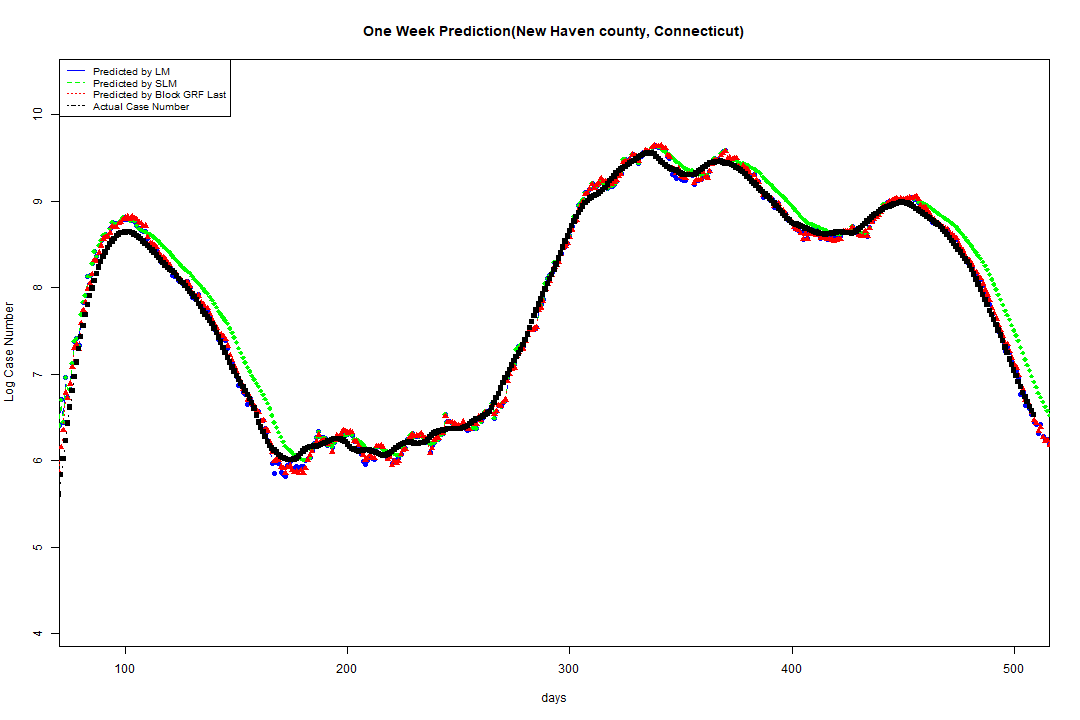 One Week Prediction(New Haven county, Connecticut)
Predicted by LM
Predicted by SLM
Predicted by Block GRF Last
Actual Case Number
Log Case Number
10
9
8
7
6
5
4
100 200 300 400 500
days